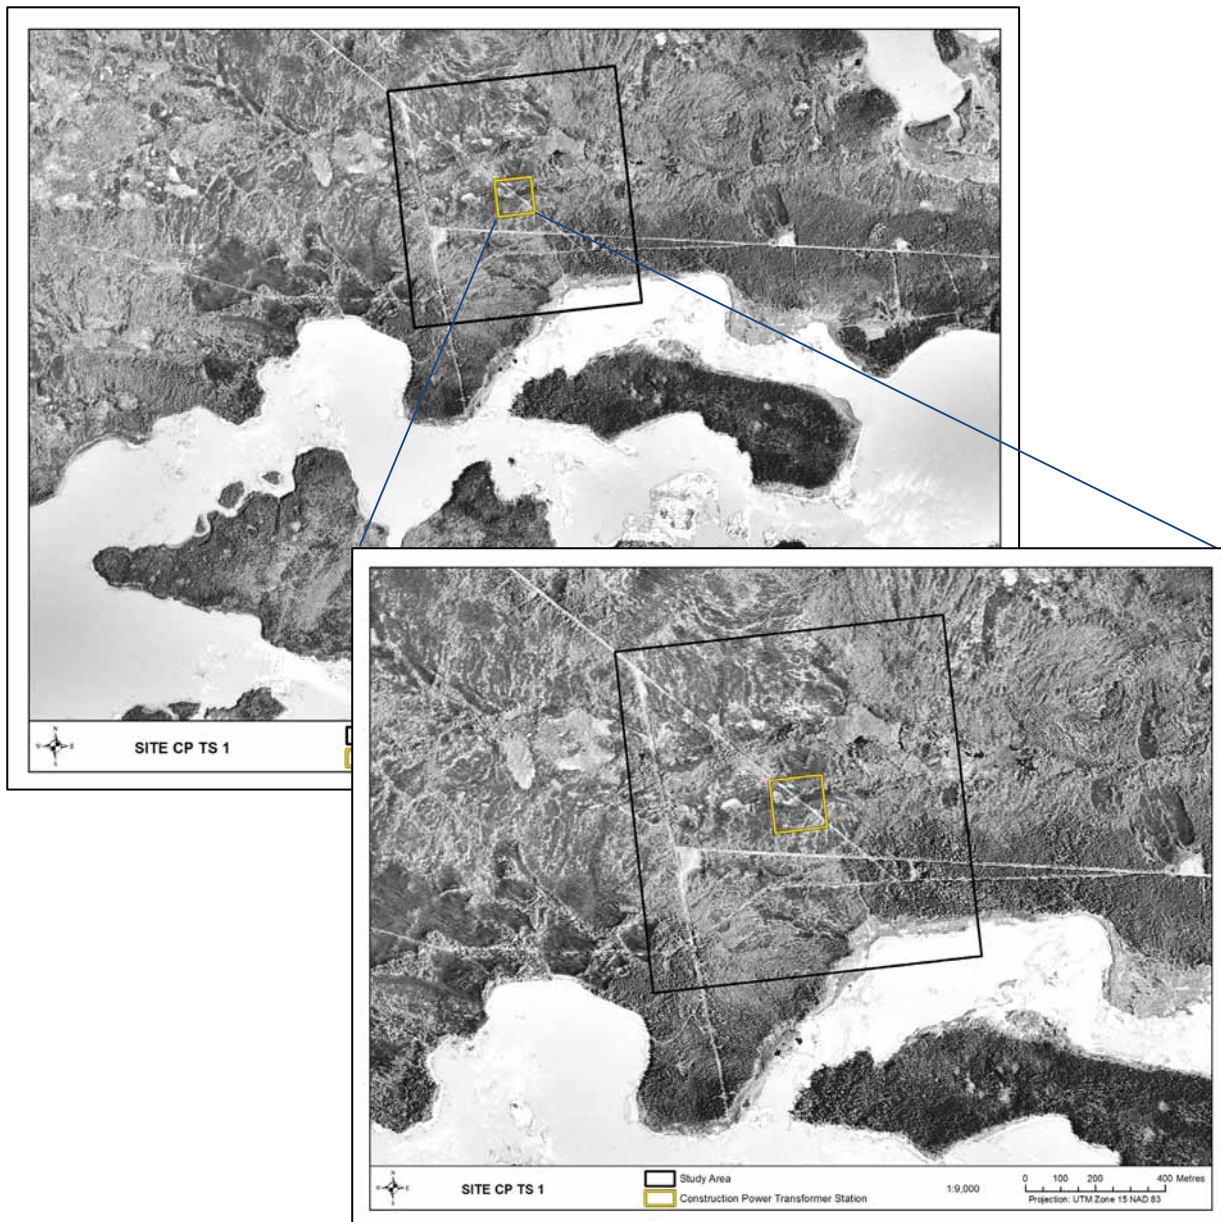 N
W E
S
SITE CP TS 1
N
W E
S
SITE CP TS 1
Study Area
Construction Power Transformer Station
1:9,000
0 100 200 400 Metres
Projection: UTM Zone 15 NAD 83